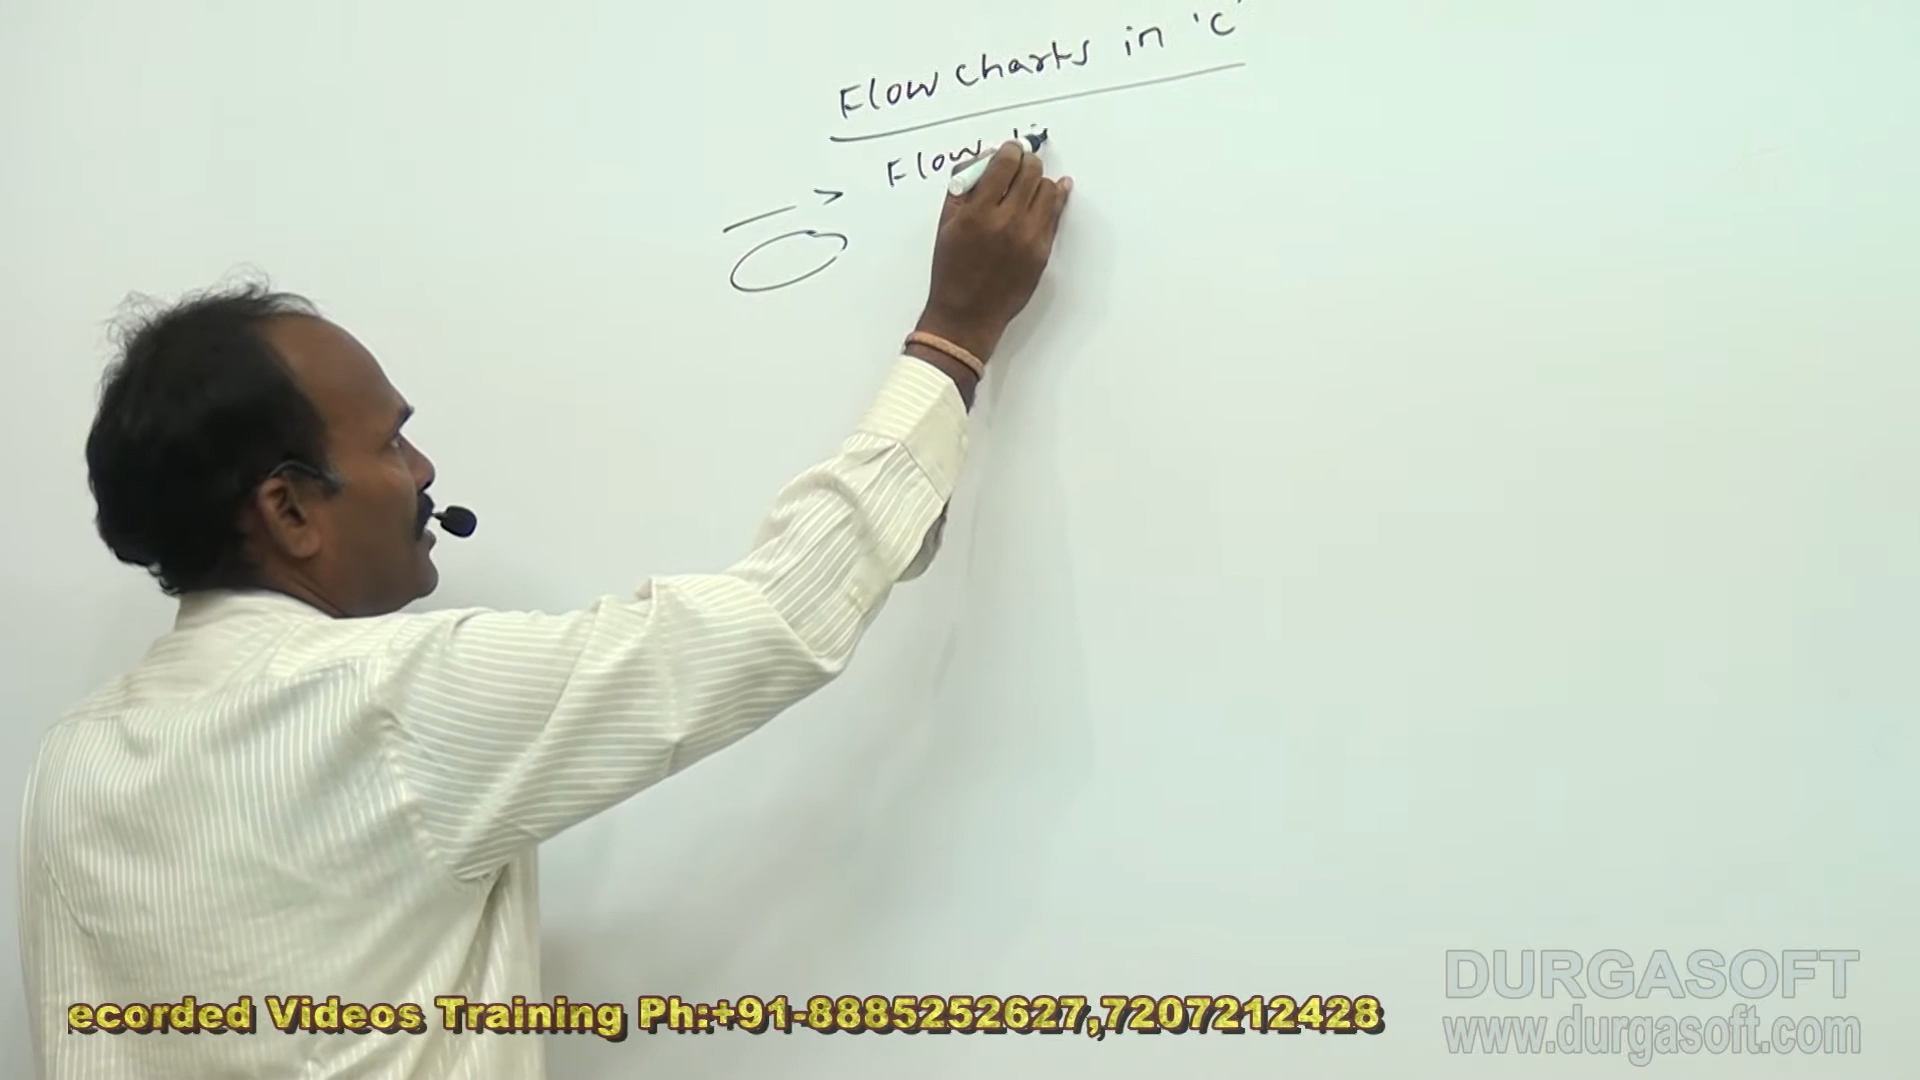 Flow Charts in 'C'
Flow
ecorded Videos Training Ph:+91-8885252627,7207212428
DURGASOFT
www.durgasoft.com